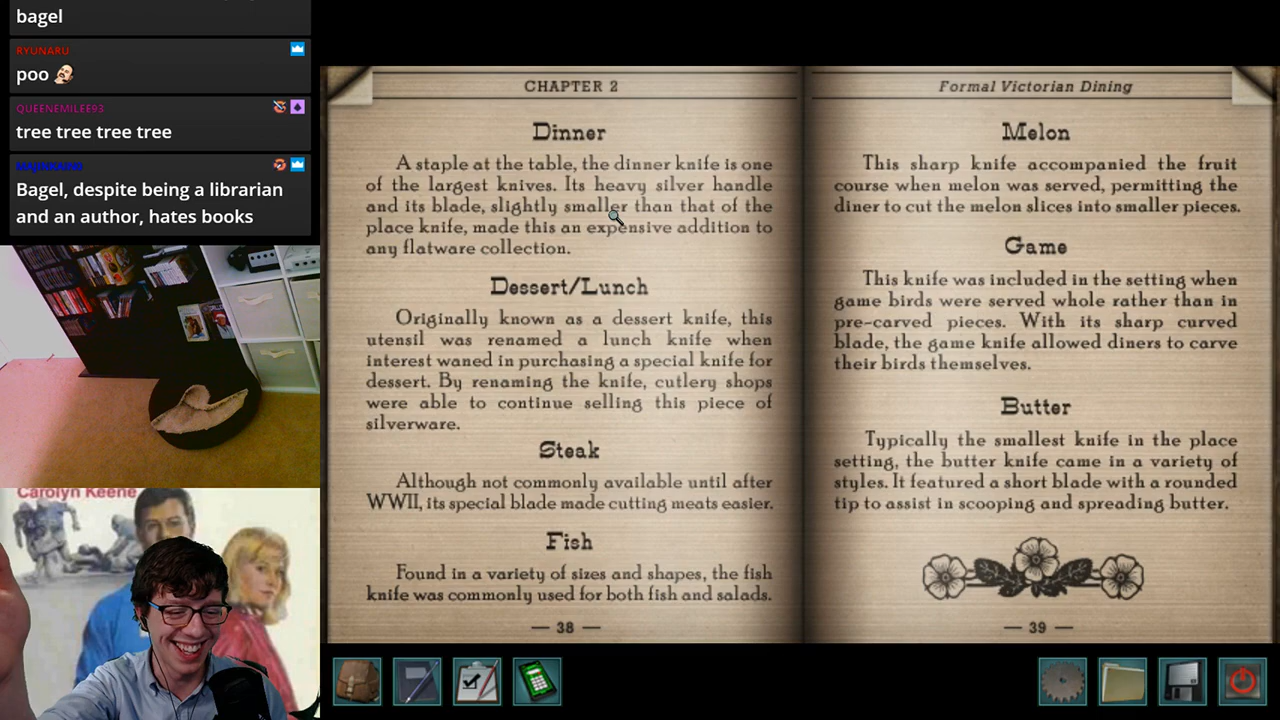 bagel
RYUNARU
poo
QUEENEMILEE93
tree tree tree tree
Bagel, despite being a librarian
and an author, hates books
Carolyn Keene
CHAPTER 2
Dinner
A staple at the table, the dinner knife is one
of the largest knives. Its heavy silver handle
and its blade, slightly smaller than that of the
place knife, made this an expensive addition to
any flatware collection.
Dessert/Lunch
Originally known as a dessert knife, this
utensil was renamed a lunch knife when
interest waned in purchasing a special knife for
dessert. By renaming the knife, cutlery shops
were able to continue selling this piece of
silverware.
Steak
Although not commonly available until after
WWII, its special blade made cutting meats easier.
Fish
Found in a variety of sizes and shapes, the fish
knife was commonly used for both fish and salads.
— 38 —
Formal Victorian Dining
Melon
This sharp knife accompanied the fruit
course when melon was served, permitting the
diner to cut the melon slices into smaller pieces.
Game
This knife was included in the setting when
game birds were served whole rather than in
pre-carved pieces. With its sharp curved
blade, the game knife allowed diners to carve
their birds themselves.
Butter
Typically the smallest knife in the place
setting, the butter knife came in a variety of
styles. It featured a short blade with a rounded
tip to assist in scooping and spreading butter.
— 39 —